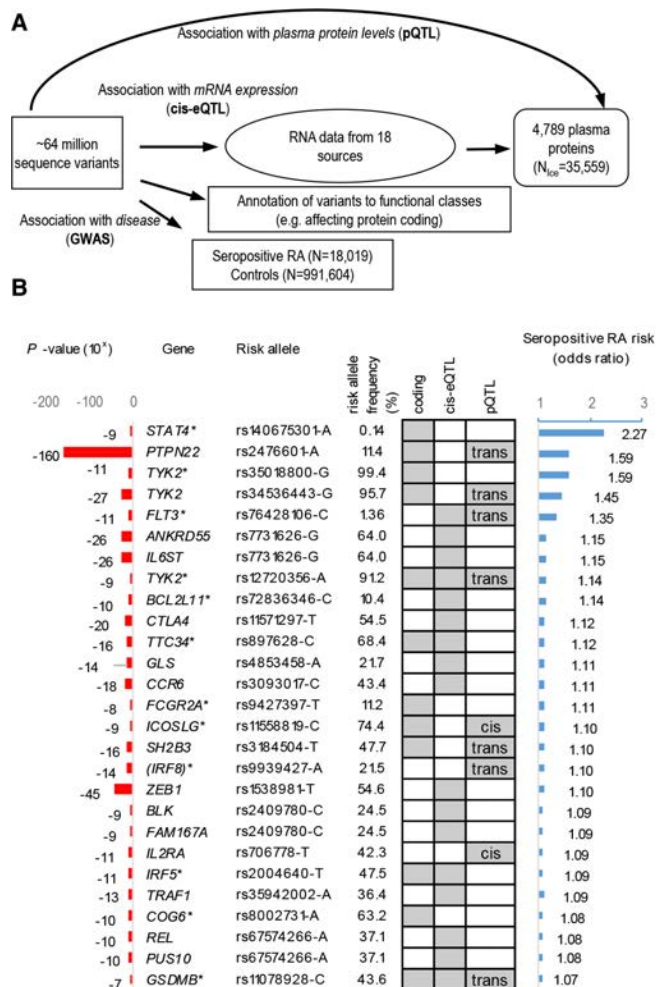 A
Association with plasma protein levels (pQTL)
Association with mRNA expression
(cis-eQTL)
~64 million
sequence variants
RNA data from 18
sources
4,789 plasma
proteins
(NIce=35,559)
Annotation of variants to functional classes
(e.g. affecting protein coding)
Association with disease
(GWAS)
Seropositive RA (N=18,019)
Controls (N=991,604)
B
P -value (10^x) Gene Risk allele risk allele frequency (%) coding cis-eQTL pQTL Seropositive RA risk (odds ratio)
-200 -100 0 1 2 3
-9 STAT4* rs140675301-A 0.14 2.27
-160 PTPN22 rs2476601-A 11.4 trans 1.59
-11 TYK2* rs35018800-G 99.4 1.59
-27 TYK2 rs34536443-G 95.7 trans 1.45
-11 FLT3* rs76428106-C 1.36 trans 1.35
-26 ANKRD55 rs7731626-G 64.0 1.15
-26 IL6ST rs7731626-G 64.0 1.15
-9 TYK2* rs12720356-A 91.2 trans 1.14
-10 BCL2L11* rs72836346-C 10.4 1.14
-20 CTLA4 rs11571297-T 54.5 1.12
-16 TTC34* rs897628-C 68.4 1.12
-14 GLS rs4853458-A 21.7 1.11
-18 CCR6 rs3093017-C 43.4 1.11
-8 FCGR2A* rs9427397-T 11.2 1.11
-9 ICOSLG* rs11558819-C 74.4 cis 1.10
-16 SH2B3 rs3184504-T 47.7 trans 1.10
-14 (IRF8)* rs9939427-A 21.5 trans 1.10
-45 ZEB1 rs1538981-T 54.6 1.10
-9 BLK rs2409780-C 24.5 1.09
-9 FAM167A rs2409780-C 24.5 1.09
-11 IL2RA rs706778-T 42.3 cis 1.09
-11 IRF5* rs2004640-T 47.5 1.09
-13 TRAF1 rs35942002-A 36.4 1.09
-10 COG6* rs8002731-A 63.2 1.08
-10 REL rs67574266-A 37.1 1.08
-10 PUS10 rs67574266-A 37.1 1.08
-7 GSDMB* rs11078928-C 43.6 trans 1.07